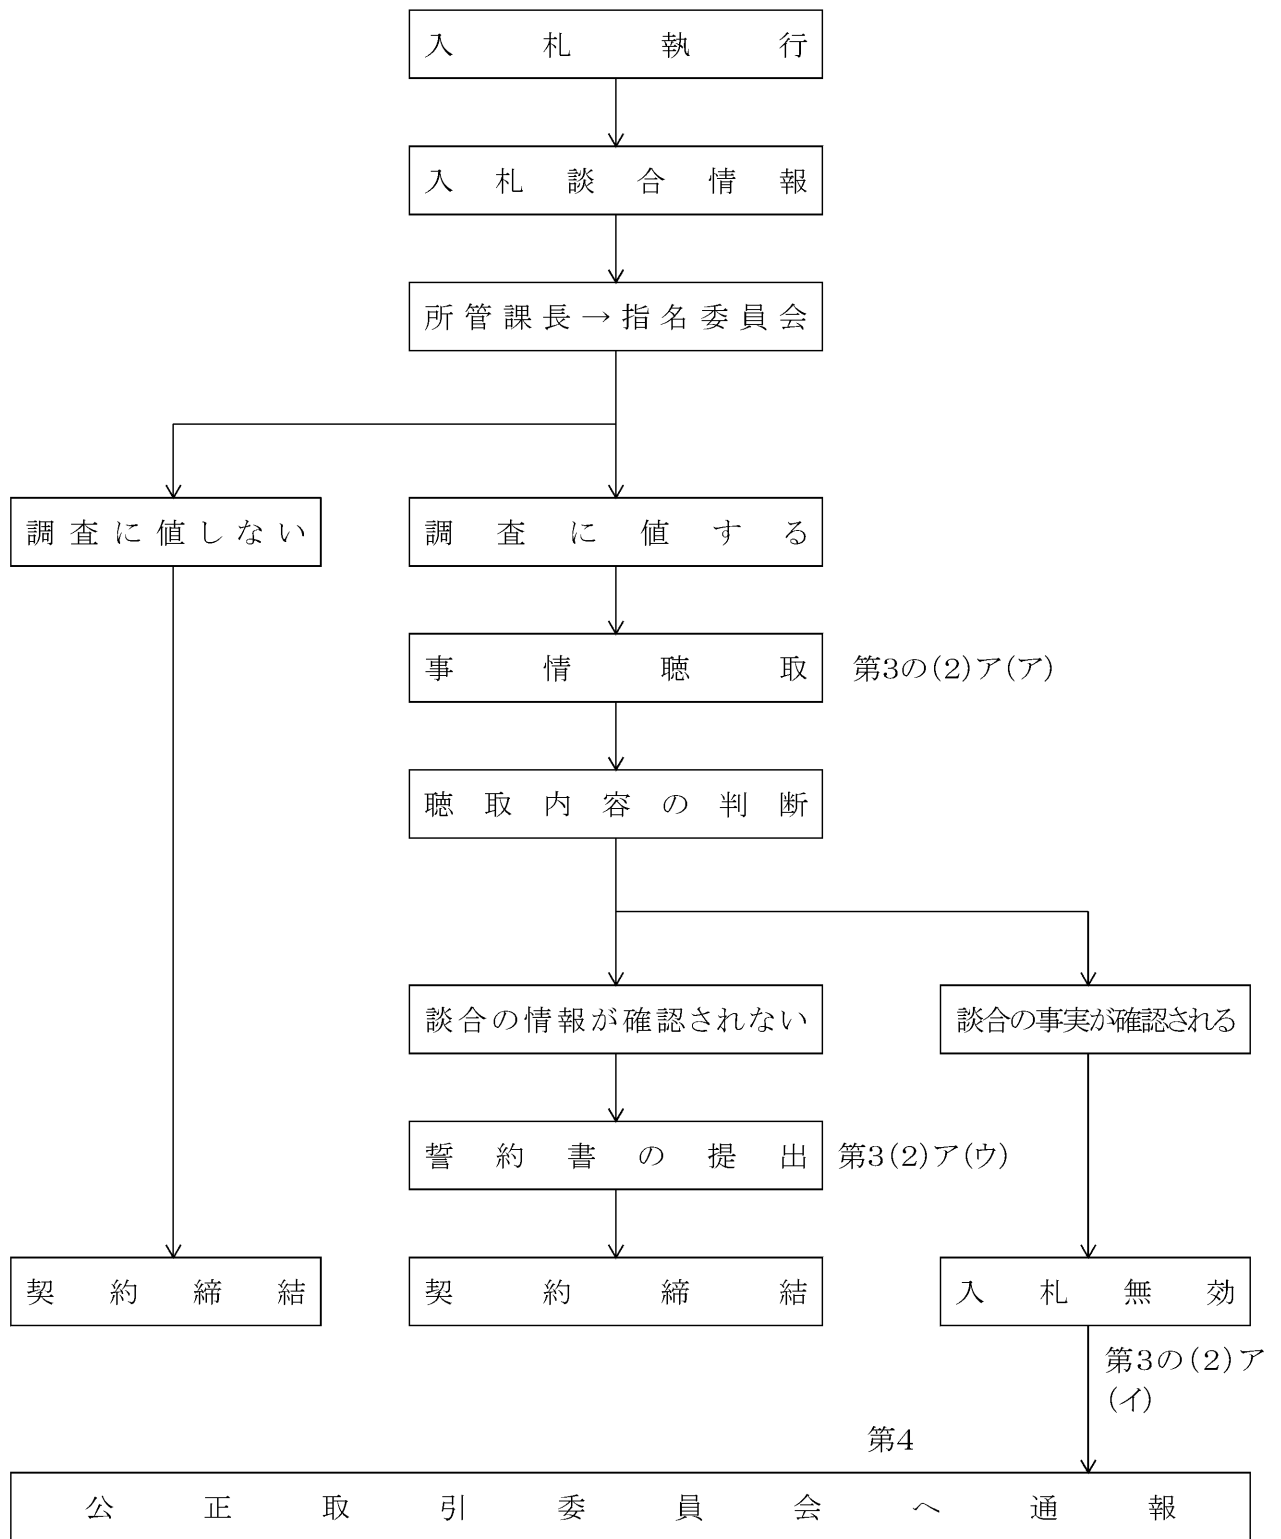 入札執行
入札談合情報
所管課長→指名委員会
調査に値しない
調査に値する
事情聴取
第3の(2)ア(ア)
聴取内容の判断
談合の情報が確認されない
談合の事実が確認される
誓約書の提出
第3(2)ア(ウ)
契約締結
契約締結
入札無効
第3の(2)ア
(イ)
第4
公正取引委員会へ通報